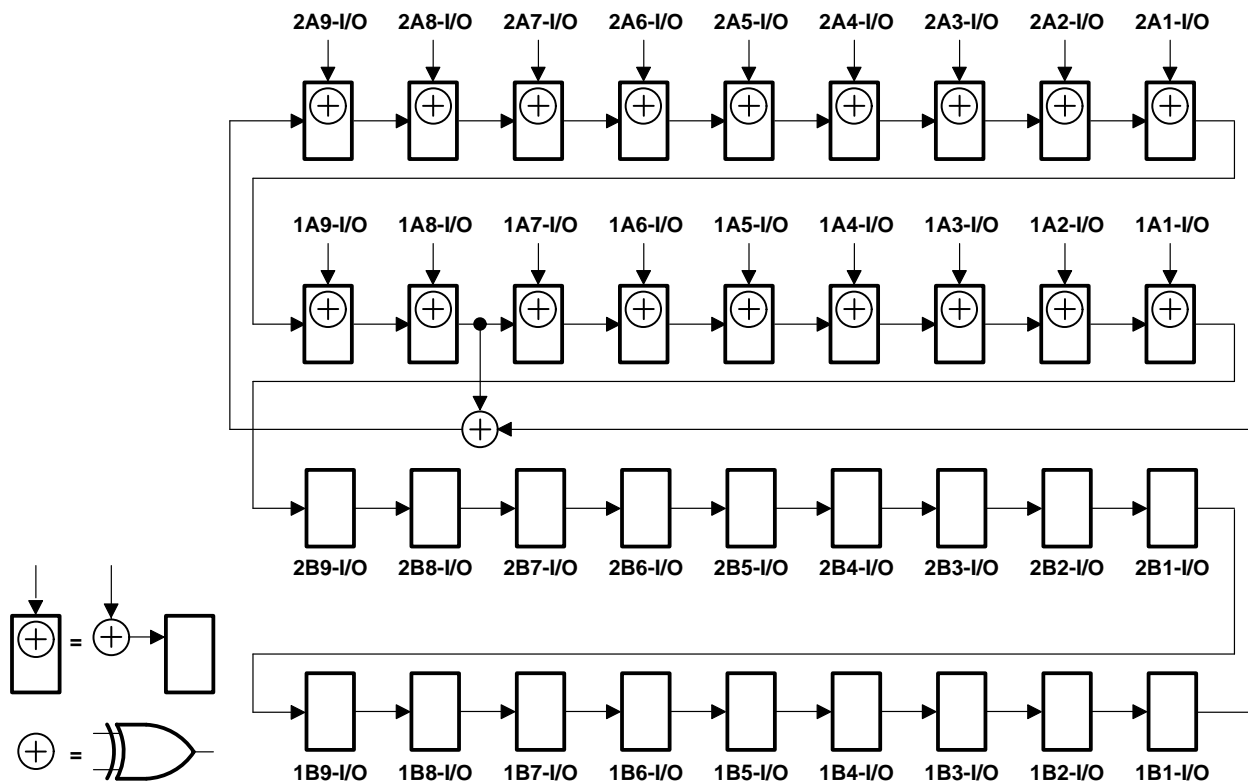 2A9-I/O 2A8-I/O 2A7-I/O 2A6-I/O 2A5-I/O 2A4-I/O 2A3-I/O 2A2-I/O 2A1-I/O
1A9-I/O 1A8-I/O 1A7-I/O 1A6-I/O 1A5-I/O 1A4-I/O 1A3-I/O 1A2-I/O 1A1-I/O
2B9-I/O 2B8-I/O 2B7-I/O 2B6-I/O 2B5-I/O 2B4-I/O 2B3-I/O 2B2-I/O 2B1-I/O
=
=
1B9-I/O 1B8-I/O 1B7-I/O 1B6-I/O 1B5-I/O 1B4-I/O 1B3-I/O 1B2-I/O 1B1-I/O